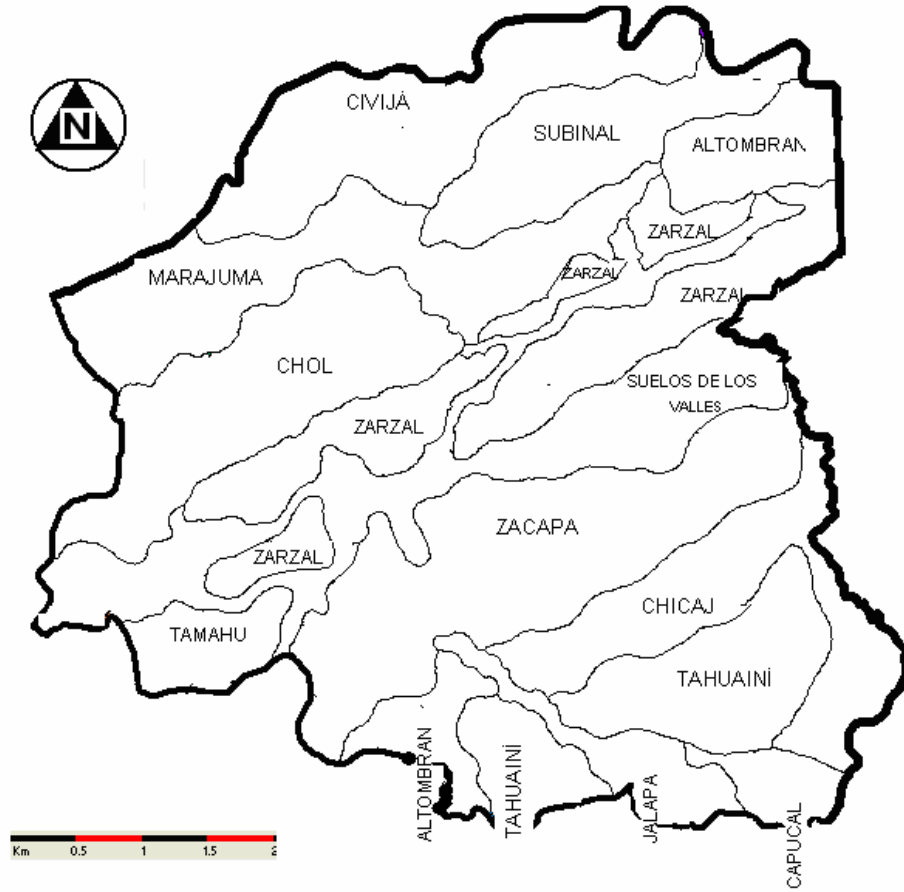 CIVIJÁ
N
SUBINAL
ALTOMBRAN
ZARZAL
MARAJUMA
ZARZAL
ZARZAL
CHOL
SUELOS DE LOS
VALLES
ZARZAL
ZACAPA
ZARZAL
CHICAJ
TAMAHU
TAHUAINÍ
ALTOMBRAN
TAHUAINÍ
JALAPA
CAPUCAL
Km 0.5 1 1.5 2